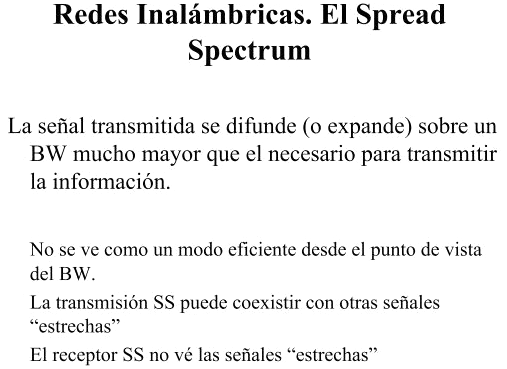 Redes Inalámbricas. El Spread
Spectrum
La señal transmitida se difunde (o expande) sobre un
BW mucho mayor que el necesario para transmitir
la información.
No se ve como un modo eficiente desde el punto de vista
del BW.
La transmisión SS puede coexistir con otras señales
“estrechas”
El receptor SS no vé las señales “estrechas”